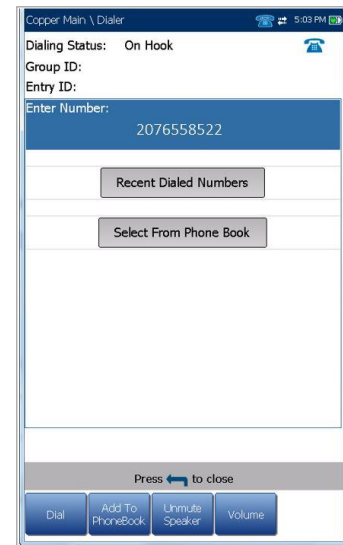 Copper Main \ Dialer 5:03 PM
Dialing Status: On Hook
Group ID:
Entry ID:
Enter Number:
2076558522
Recent Dialed Numbers
Select From Phone Book
Press to close
Dial
Add To
PhoneBook
Unmute
Speaker
Volume